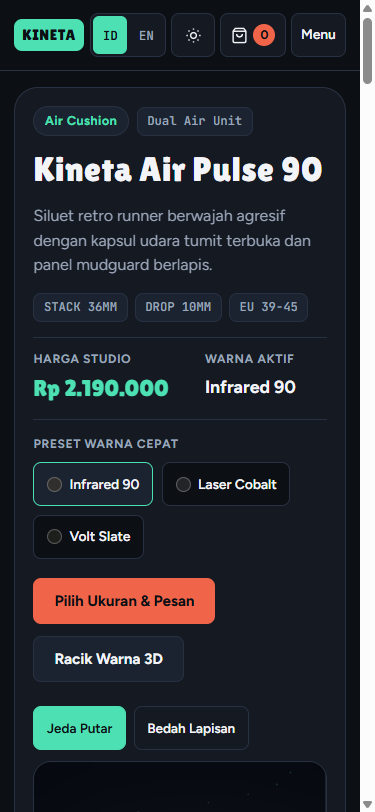 KINETA ID EN 0 Menu
Air Cushion Dual Air Unit
Kineta Air Pulse 90
Siluet retro runner berwajah agresif
dengan kapsul udara tumit terbuka dan
panel mudguard berlapis.
STACK 36MM DROP 10MM EU 39-45
HARGA STUDIO WARNA AKTIF
Rp 2.190.000 Infrared 90
PRESET WARNA CEPAT
Infrared 90 Laser Cobalt
Volt Slate
Pilih Ukuran & Pesan
Racik Warna 3D
Jeda Putar Bedah Lapisan